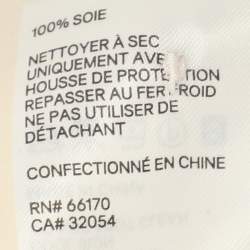 100% SOIE
NETTOYER À SEC
UNIQUEMENT AVE
HOUSSE DE PROTECTION
REPASSER AU FER FROID
NE PAS UTILISER DE
DÉTACHANT
CONFECTIONNÉ EN CHINE
RN# 66170
CA# 32054